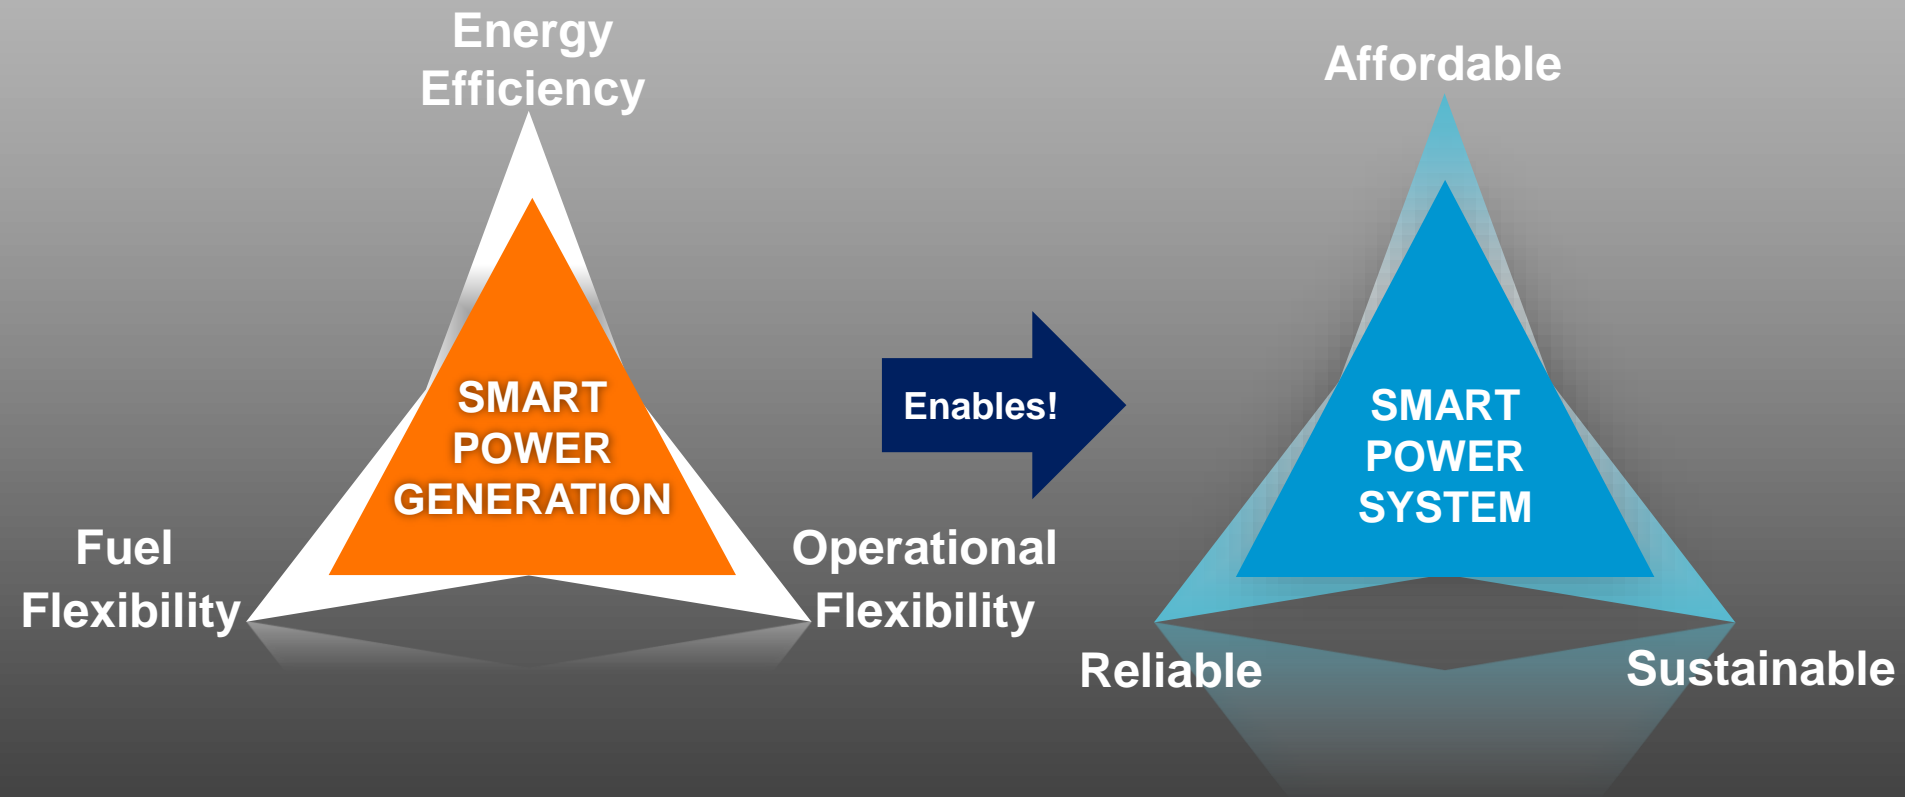 Energy
Efficiency
SMART
POWER
GENERATION
Fuel
Flexibility
Operational
Flexibility
Enables!
Affordable
SMART
POWER
SYSTEM
Reliable
Sustainable